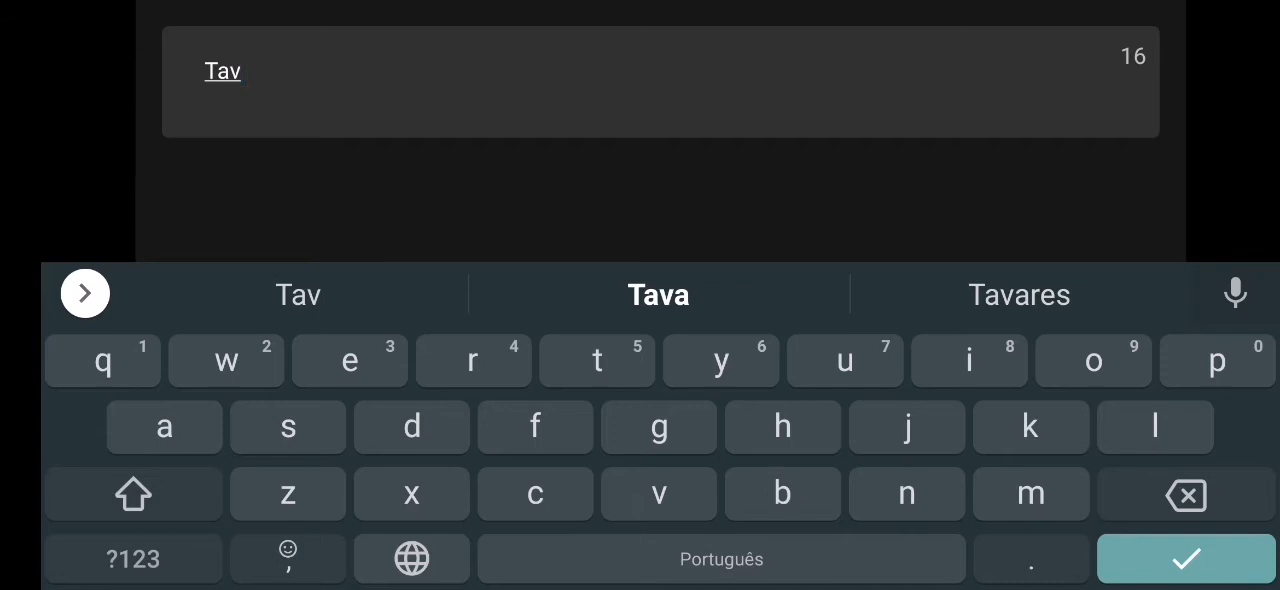 Tav
16
Tav Tava Tavares
q 1 w 2 e 3 r 4 t 5 y 6 u 7 i 8 o 9 p 0
a s d f g h j k l
z x c v b n m
?123 , Português .